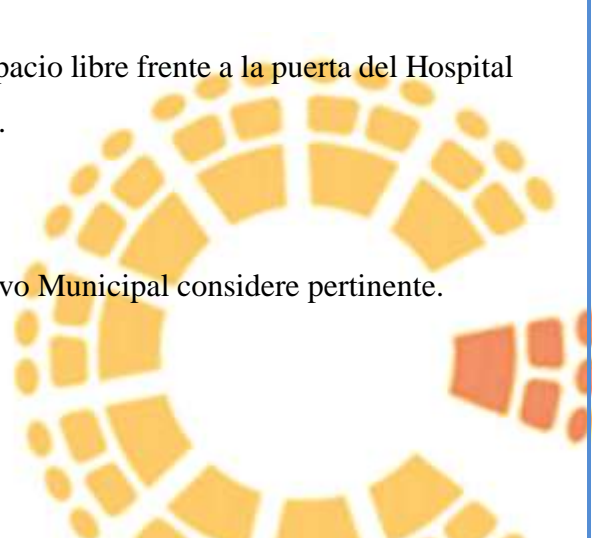 pacio libre frente a la puerta del Hospital
.
vo Municipal considere pertinente.